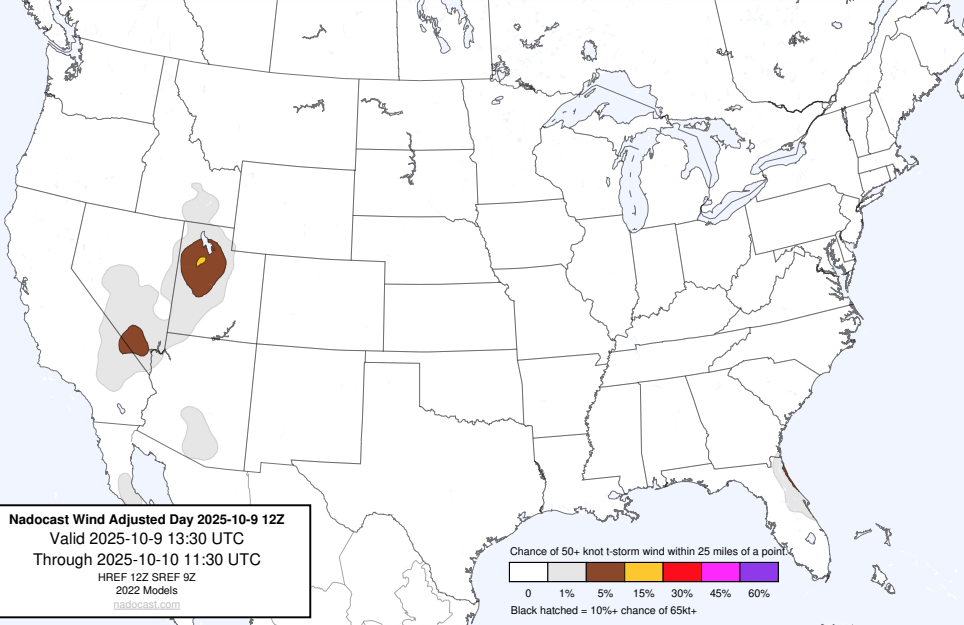 Nadocast Wind Adjusted Day 2025-10-9 12Z
Valid 2025-10-9 13:30 UTC
Through 2025-10-10 11:30 UTC
HREF 12Z SREF 9Z
2022 Models
nadocast.com
Chance of 50+ knot t-storm wind within 25 miles of a point.
0 1% 5% 15% 30% 45% 60%
Black hatched = 10%+ chance of 65kt+